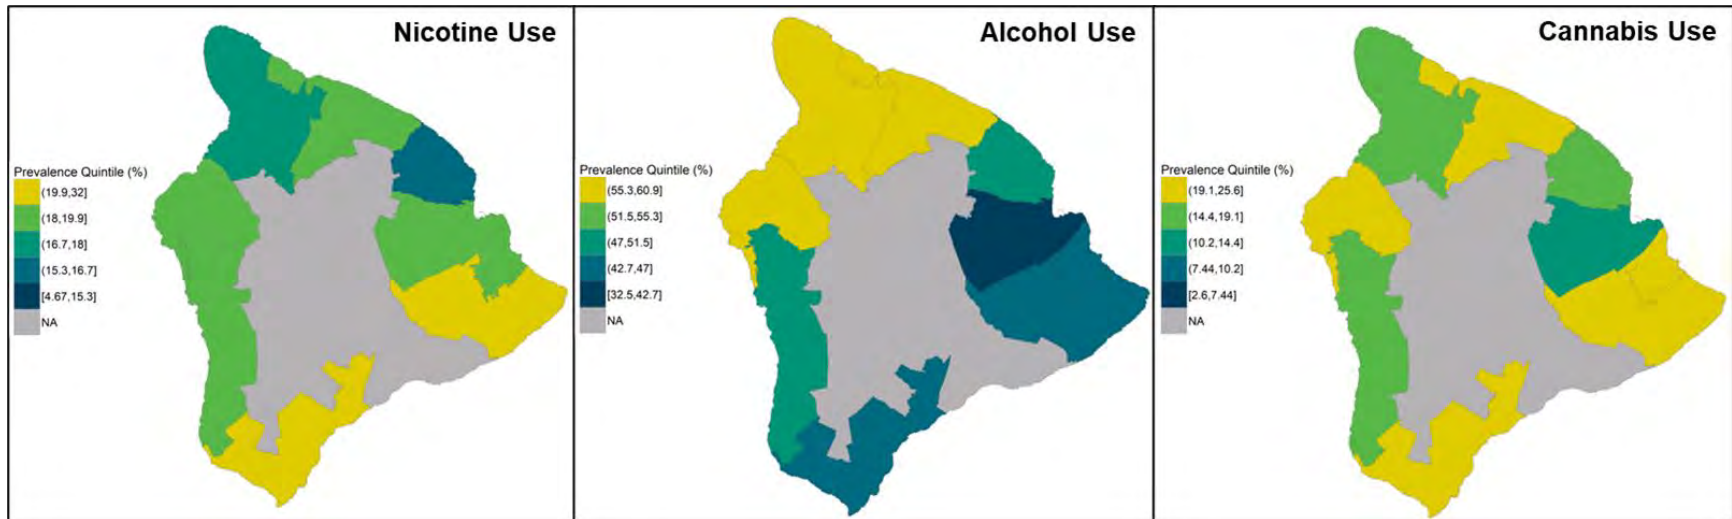 Nicotine Use
Prevalence Quintile (%)
(19.9,32]
(18,19.9]
(16.7,18]
(15.3,16.7]
[4.67,15.3]
NA
Alcohol Use
Prevalence Quintile (%)
(55.3,60.9]
(51.5,55.3]
(47,51.5]
(42.7,47]
[32.5,42.7]
NA
Cannabis Use
Prevalence Quintile (%)
(19.1,25.6]
(14.4,19.1]
(10.2,14.4]
(7.44,10.2]
[2.6,7.44]
NA